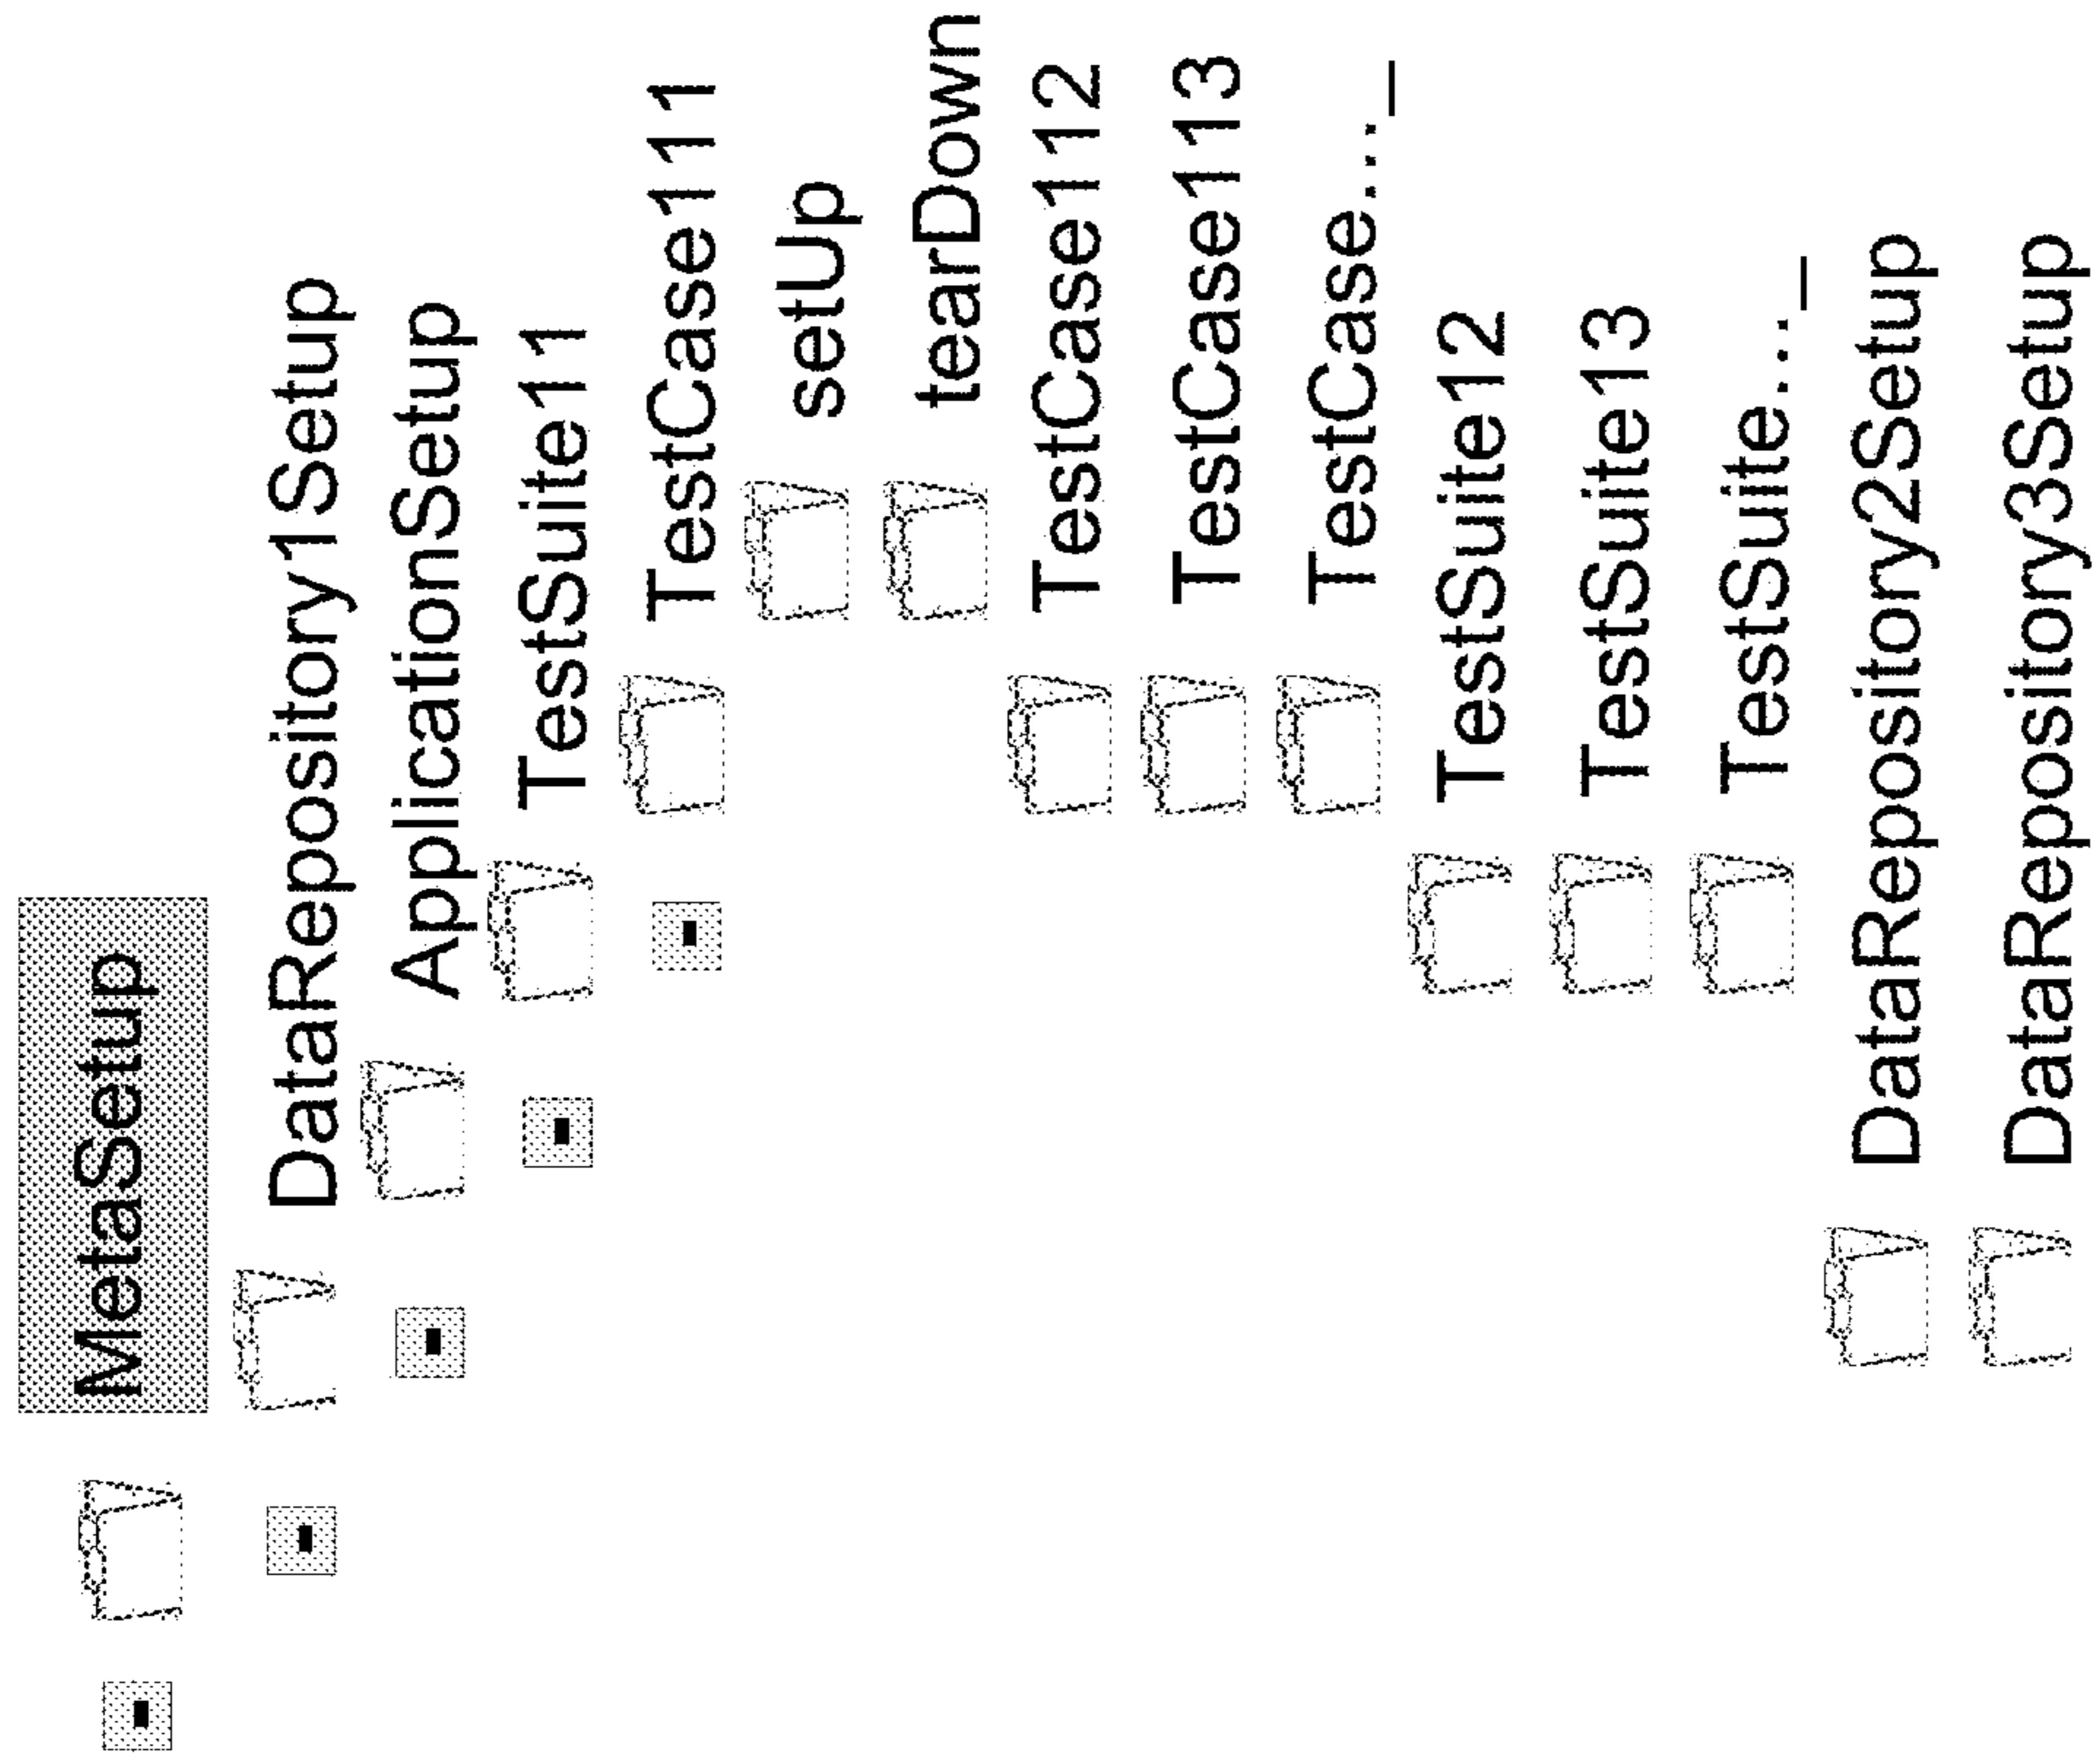 MetaSetup
DataRepository1Setup
ApplicationSetup
TestSuite11
TestCase111
setUp
tearDown
TestCase112
TestCase113
TestCase..._
TestSuite12
TestSuite13
TestSuite..._
DataRepository2Setup
DataRepository3Setup